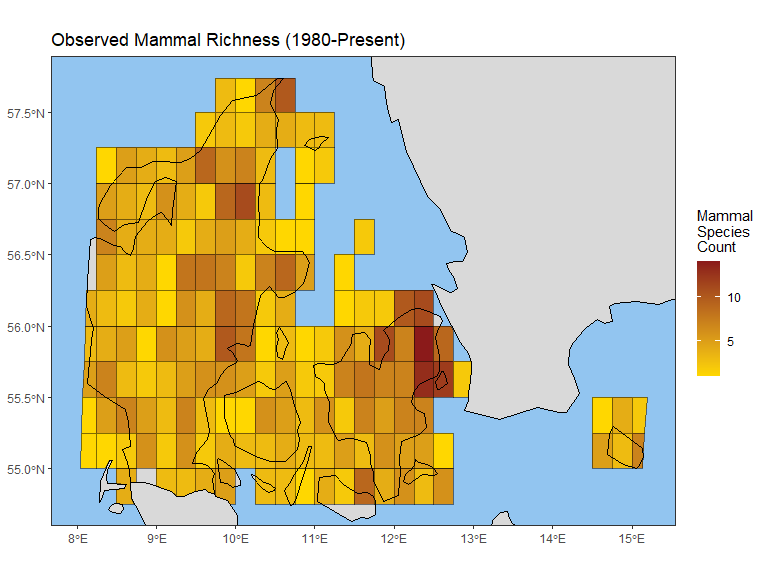 Observed Mammal Richness (1980-Present)
57.5°N
57.0°N
56.5°N
56.0°N
55.5°N
55.0°N
8°E
9°E
10°E
11°E
12°E
13°E
14°E
15°E
Mammal
Species
Count
10
5